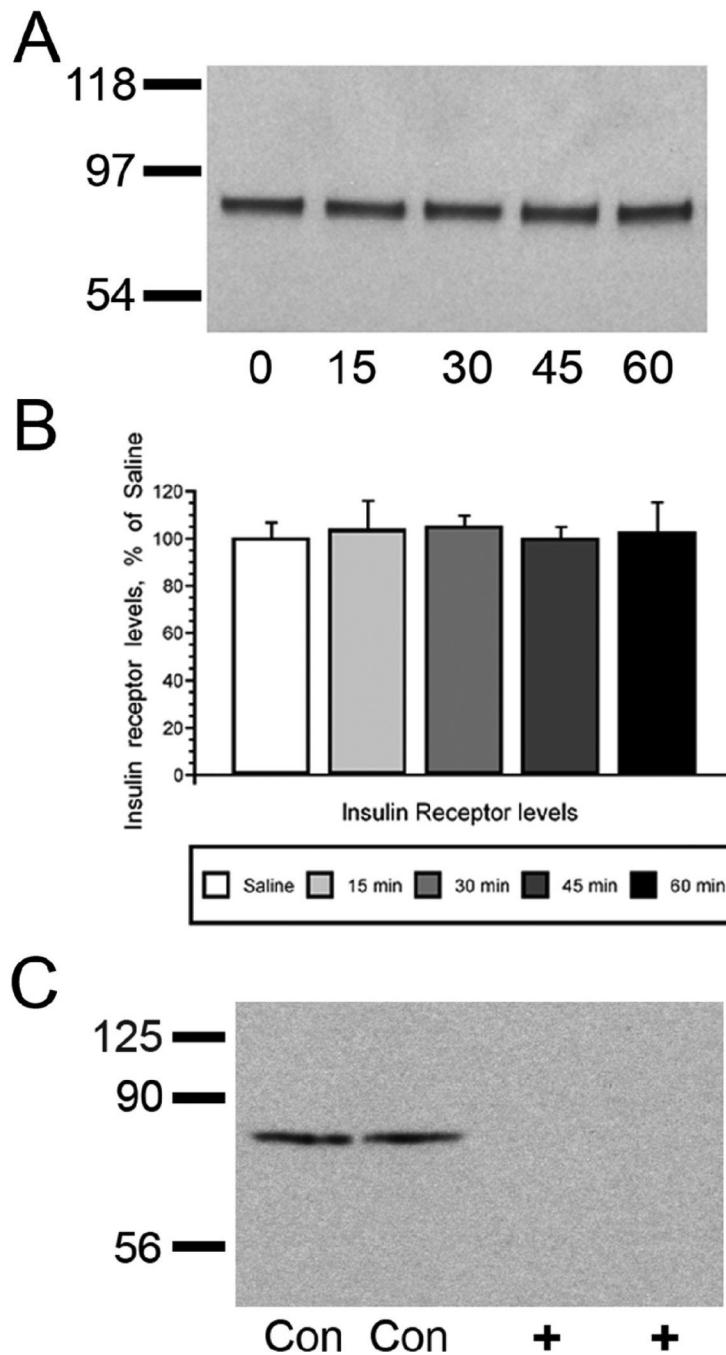 A
118
97
54
0 15 30 45 60
B
Insulin receptor levels, % of Saline
120
100
80
60
40
20
0
Insulin Receptor levels
Saline 15 min 30 min 45 min 60 min
C
125
90
56
Con Con + +